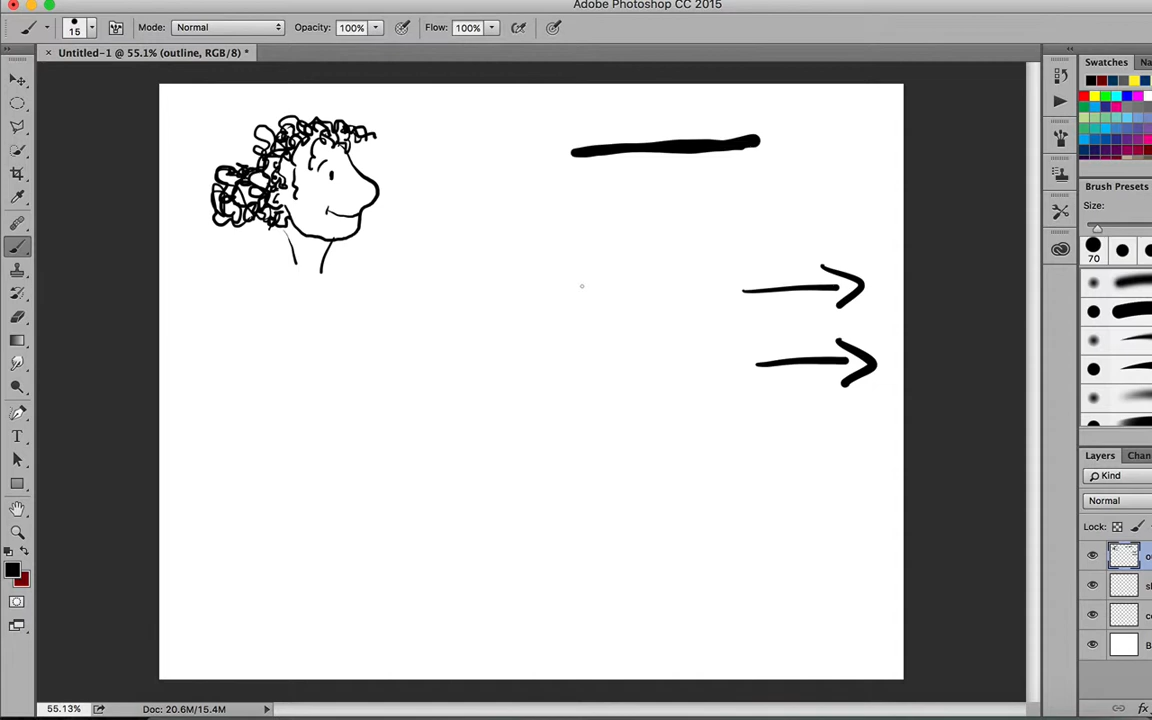 Adobe Photoshop CC 2015
15
Mode: Normal Opacity: 100% Flow: 100%
Untitled-1 @ 55.1% (outline, RGB/8) *
Swatches
Brush Presets
Size:
70
Layers
Kind
Normal
Lock:
T
fx
55.13% Doc: 20.6M/15.4M